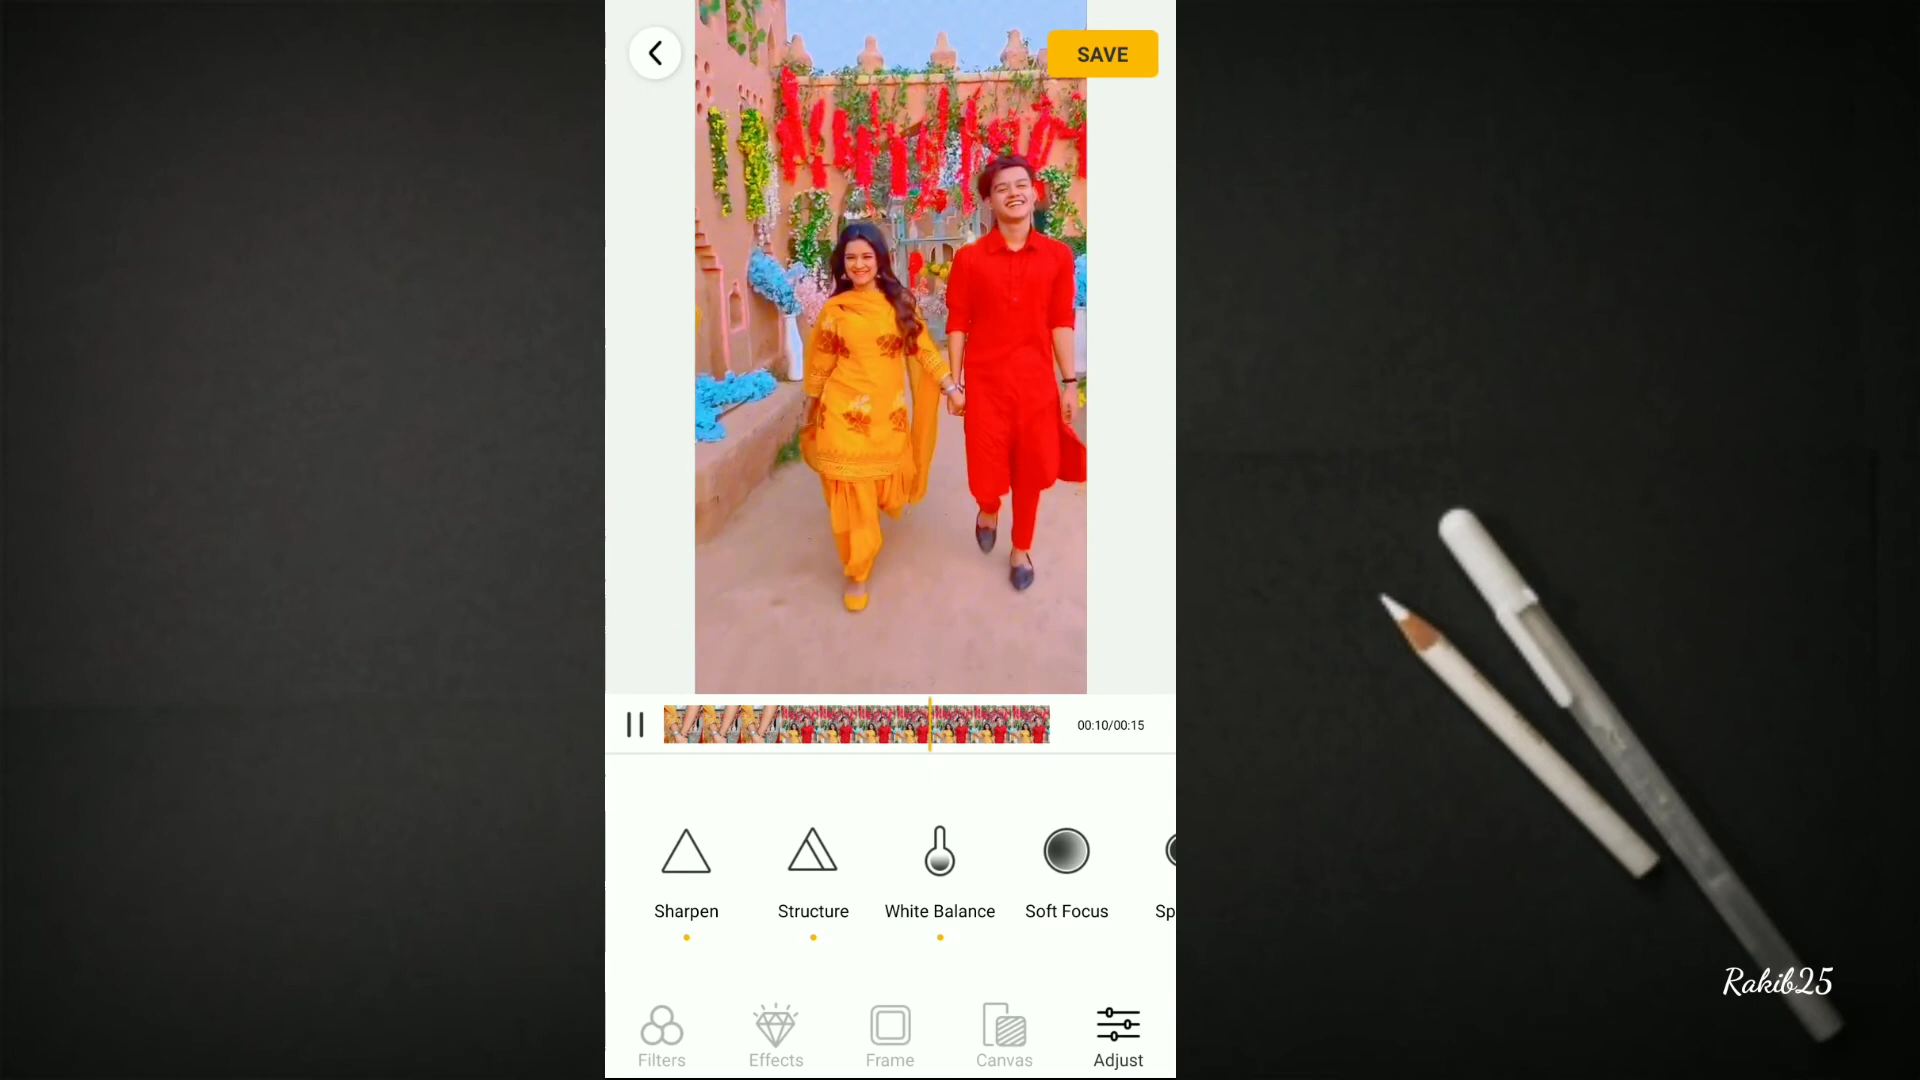 SAVE
00:10/00:15
Sharpen
Structure
White Balance
Soft Focus
Sp
Filters
Effects
Frame
Canvas
Adjust
Rakib25